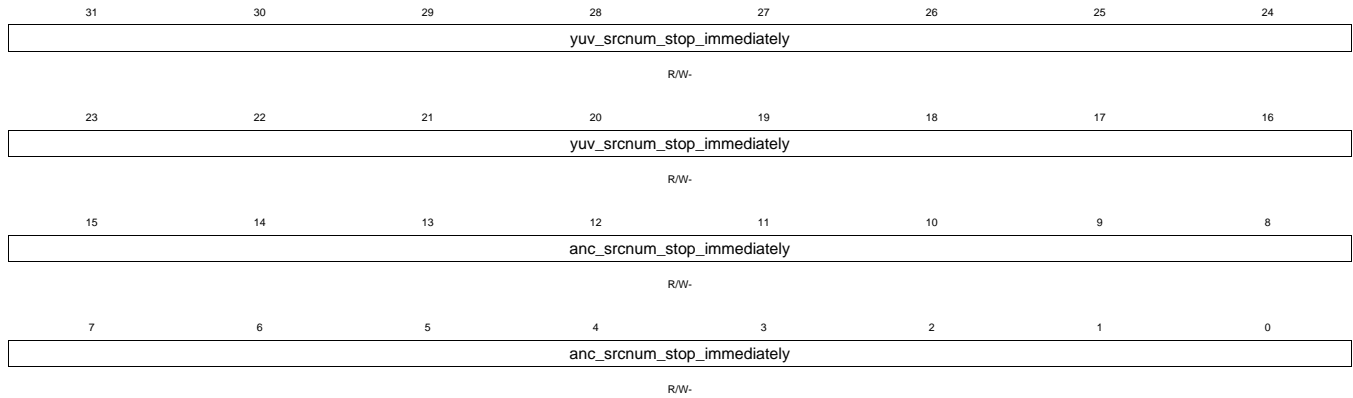 31 30 29 28 27 26 25 24
yuv_srcnum_stop_immediately
R/W-
23 22 21 20 19 18 17 16
yuv_srcnum_stop_immediately
R/W-
15 14 13 12 11 10 9 8
anc_srcnum_stop_immediately
R/W-
7 6 5 4 3 2 1 0
anc_srcnum_stop_immediately
R/W-